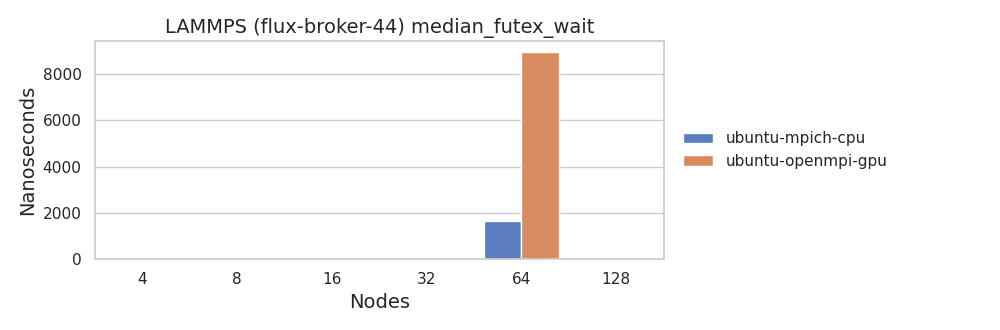 LAMMPS (flux-broker-44) median_futex_wait
Nanoseconds
8000
6000
4000
2000
0
4 8 16 32 64 128
Nodes
ubuntu-mpich-cpu
ubuntu-openmpi-gpu